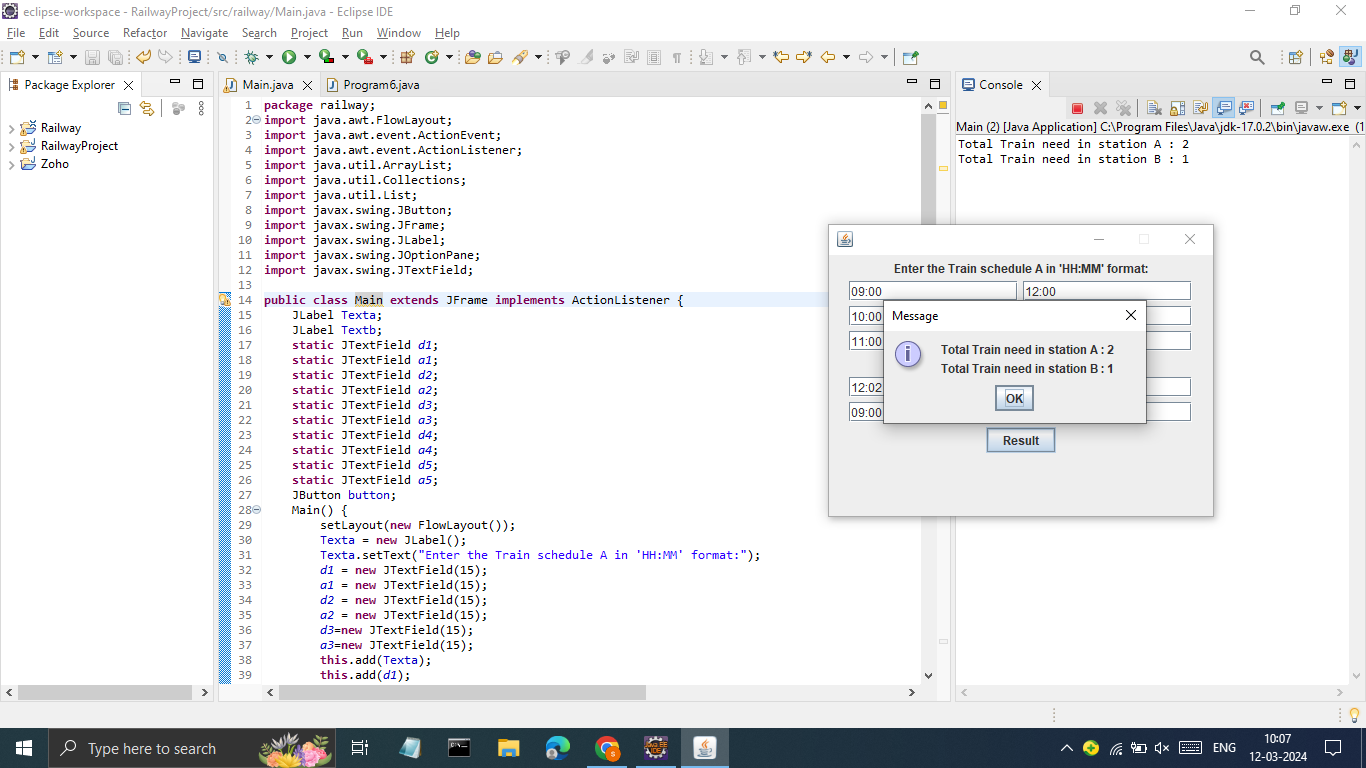 eclipse-workspace - RailwayProject/src/railway/Main.java - Eclipse IDE
File Edit Source Refactor Navigate Search Project Run Window Help
Package Explorer
Railway
RailwayProject
Zoho
Main.java Program6.java
1 package railway;
2 import java.awt.FlowLayout;
3 import java.awt.event.ActionEvent;
4 import java.awt.event.ActionListener;
5 import java.util.ArrayList;
6 import java.util.Collections;
7 import java.util.List;
8 import javax.swing.JButton;
9 import javax.swing.JFrame;
10 import javax.swing.JLabel;
11 import javax.swing.JOptionPane;
12 import javax.swing.JTextField;
13
14 public class Main extends JFrame implements ActionListener {
15 JLabel Texta;
16 JLabel Textb;
17 static JTextField d1;
18 static JTextField a1;
19 static JTextField d2;
20 static JTextField a2;
21 static JTextField d3;
22 static JTextField a3;
23 static JTextField d4;
24 static JTextField a4;
25 static JTextField d5;
26 static JTextField a5;
27 JButton button;
28 Main() {
29 setLayout(new FlowLayout());
30 Texta = new JLabel();
31 Texta.setText("Enter the Train schedule A in 'HH:MM' format:");
32 d1 = new JTextField(15);
33 a1 = new JTextField(15);
34 d2 = new JTextField(15);
35 a2 = new JTextField(15);
36 d3=new JTextField(15);
37 a3=new JTextField(15);
38 this.add(Texta);
39 this.add(d1);
Console
Main (2) [Java Application] C:\Program Files\Java\jdk-17.0.2\bin\javaw.exe (1
Total Train need in station A : 2
Total Train need in station B : 1
Enter the Train schedule A in 'HH:MM' format:
09:00 12:00
10:00
11:00
12:02
09:00
Message
Total Train need in station A : 2
Total Train need in station B : 1
OK
Result
Type here to search
ENG
10:07
12-03-2024